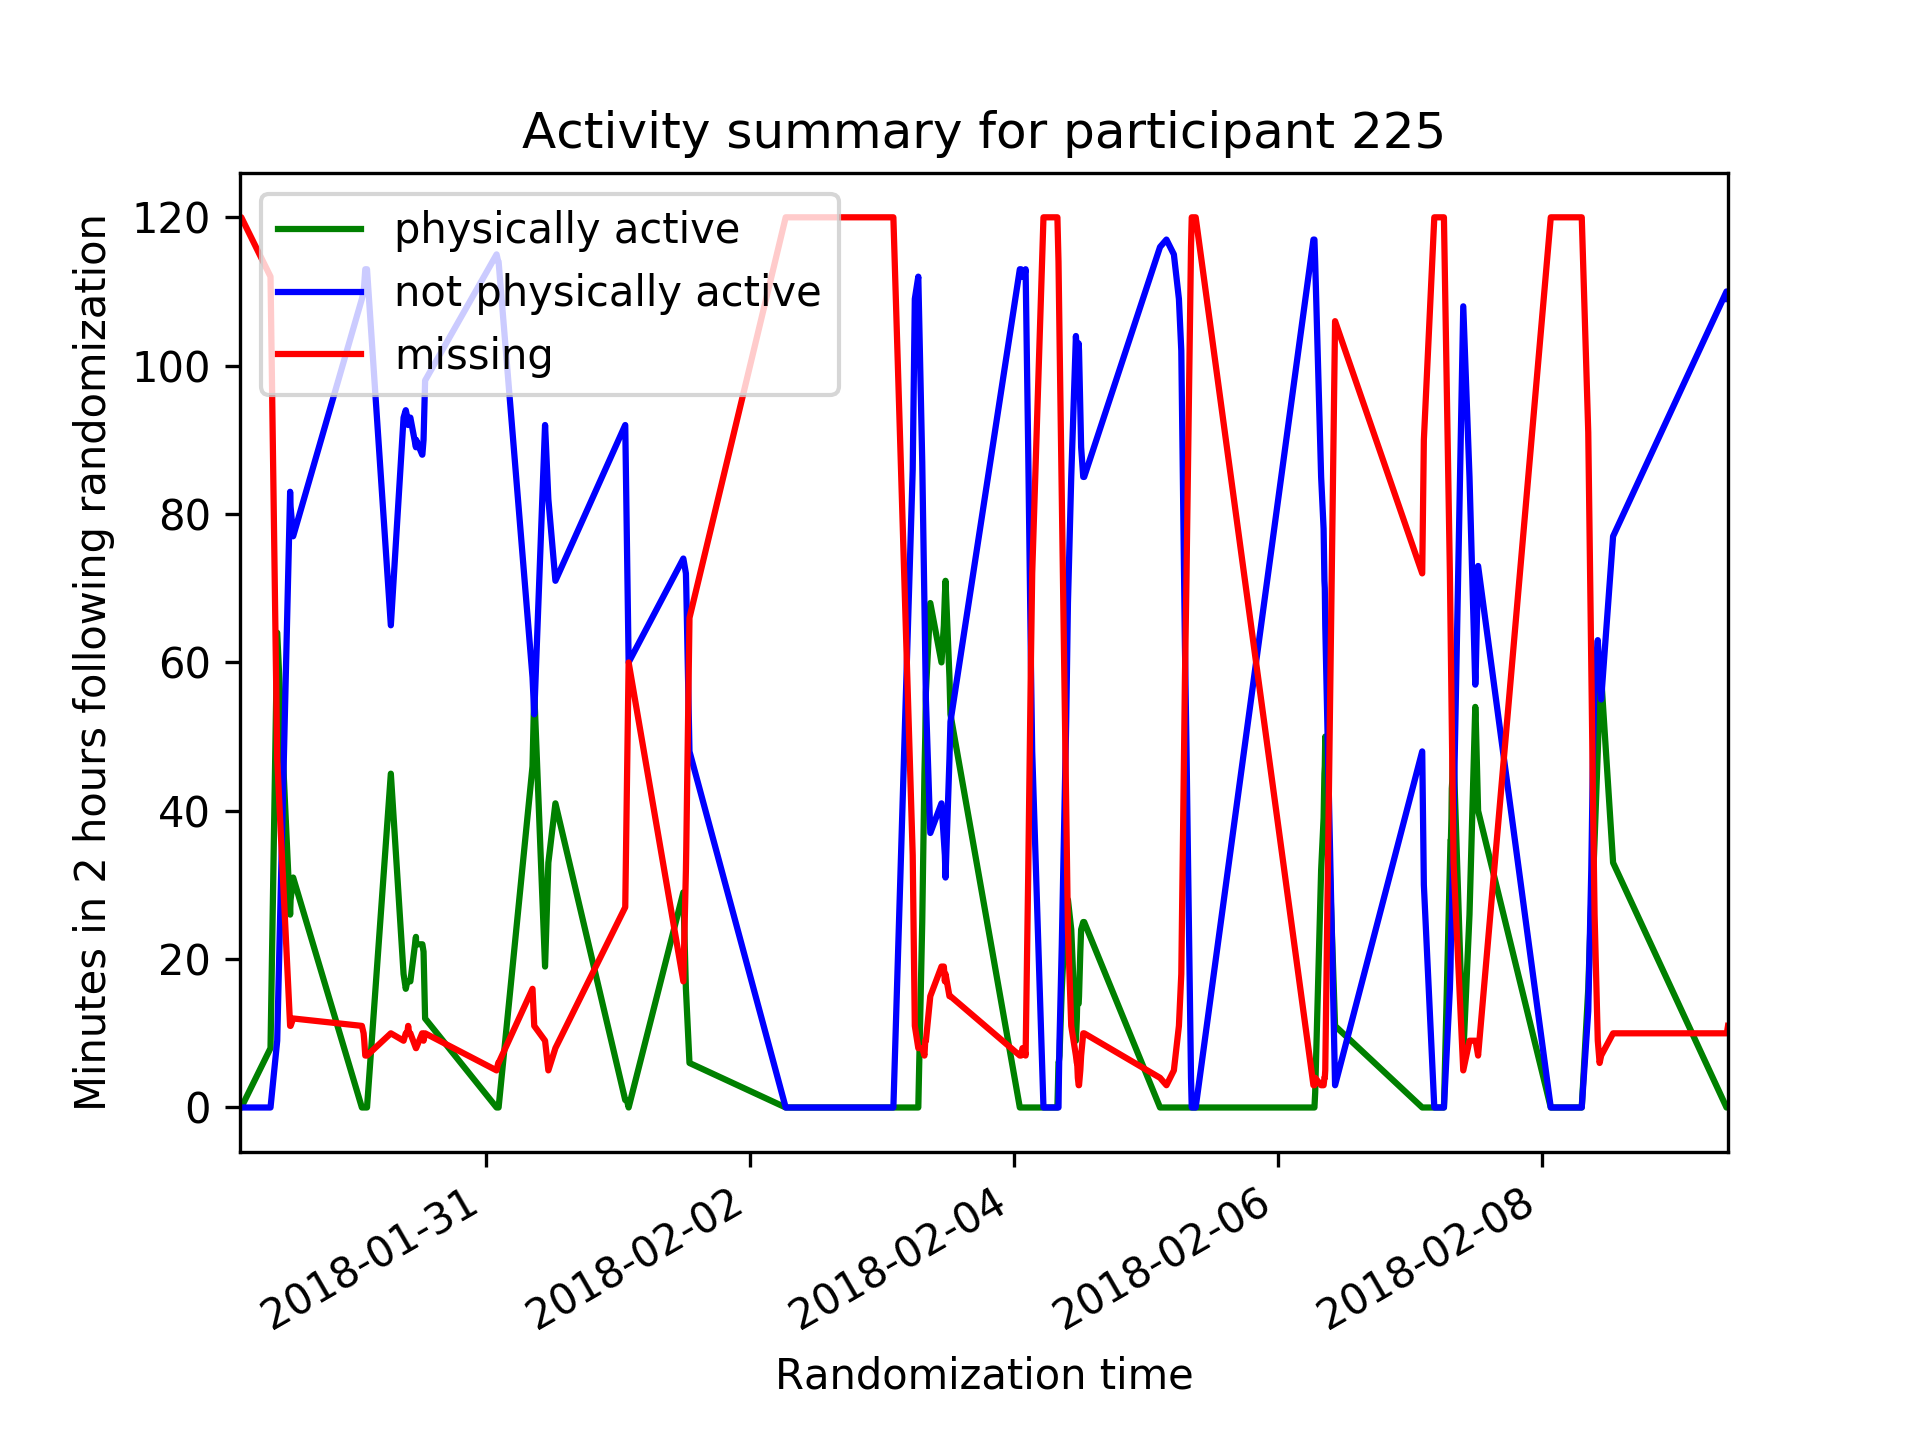 Activity summary for participant 225
Minutes in 2 hours following randomization
120
100
80
60
40
20
0
physically active
not physically active
missing
2018-01-31
2018-02-02
2018-02-04
2018-02-06
2018-02-08
Randomization time